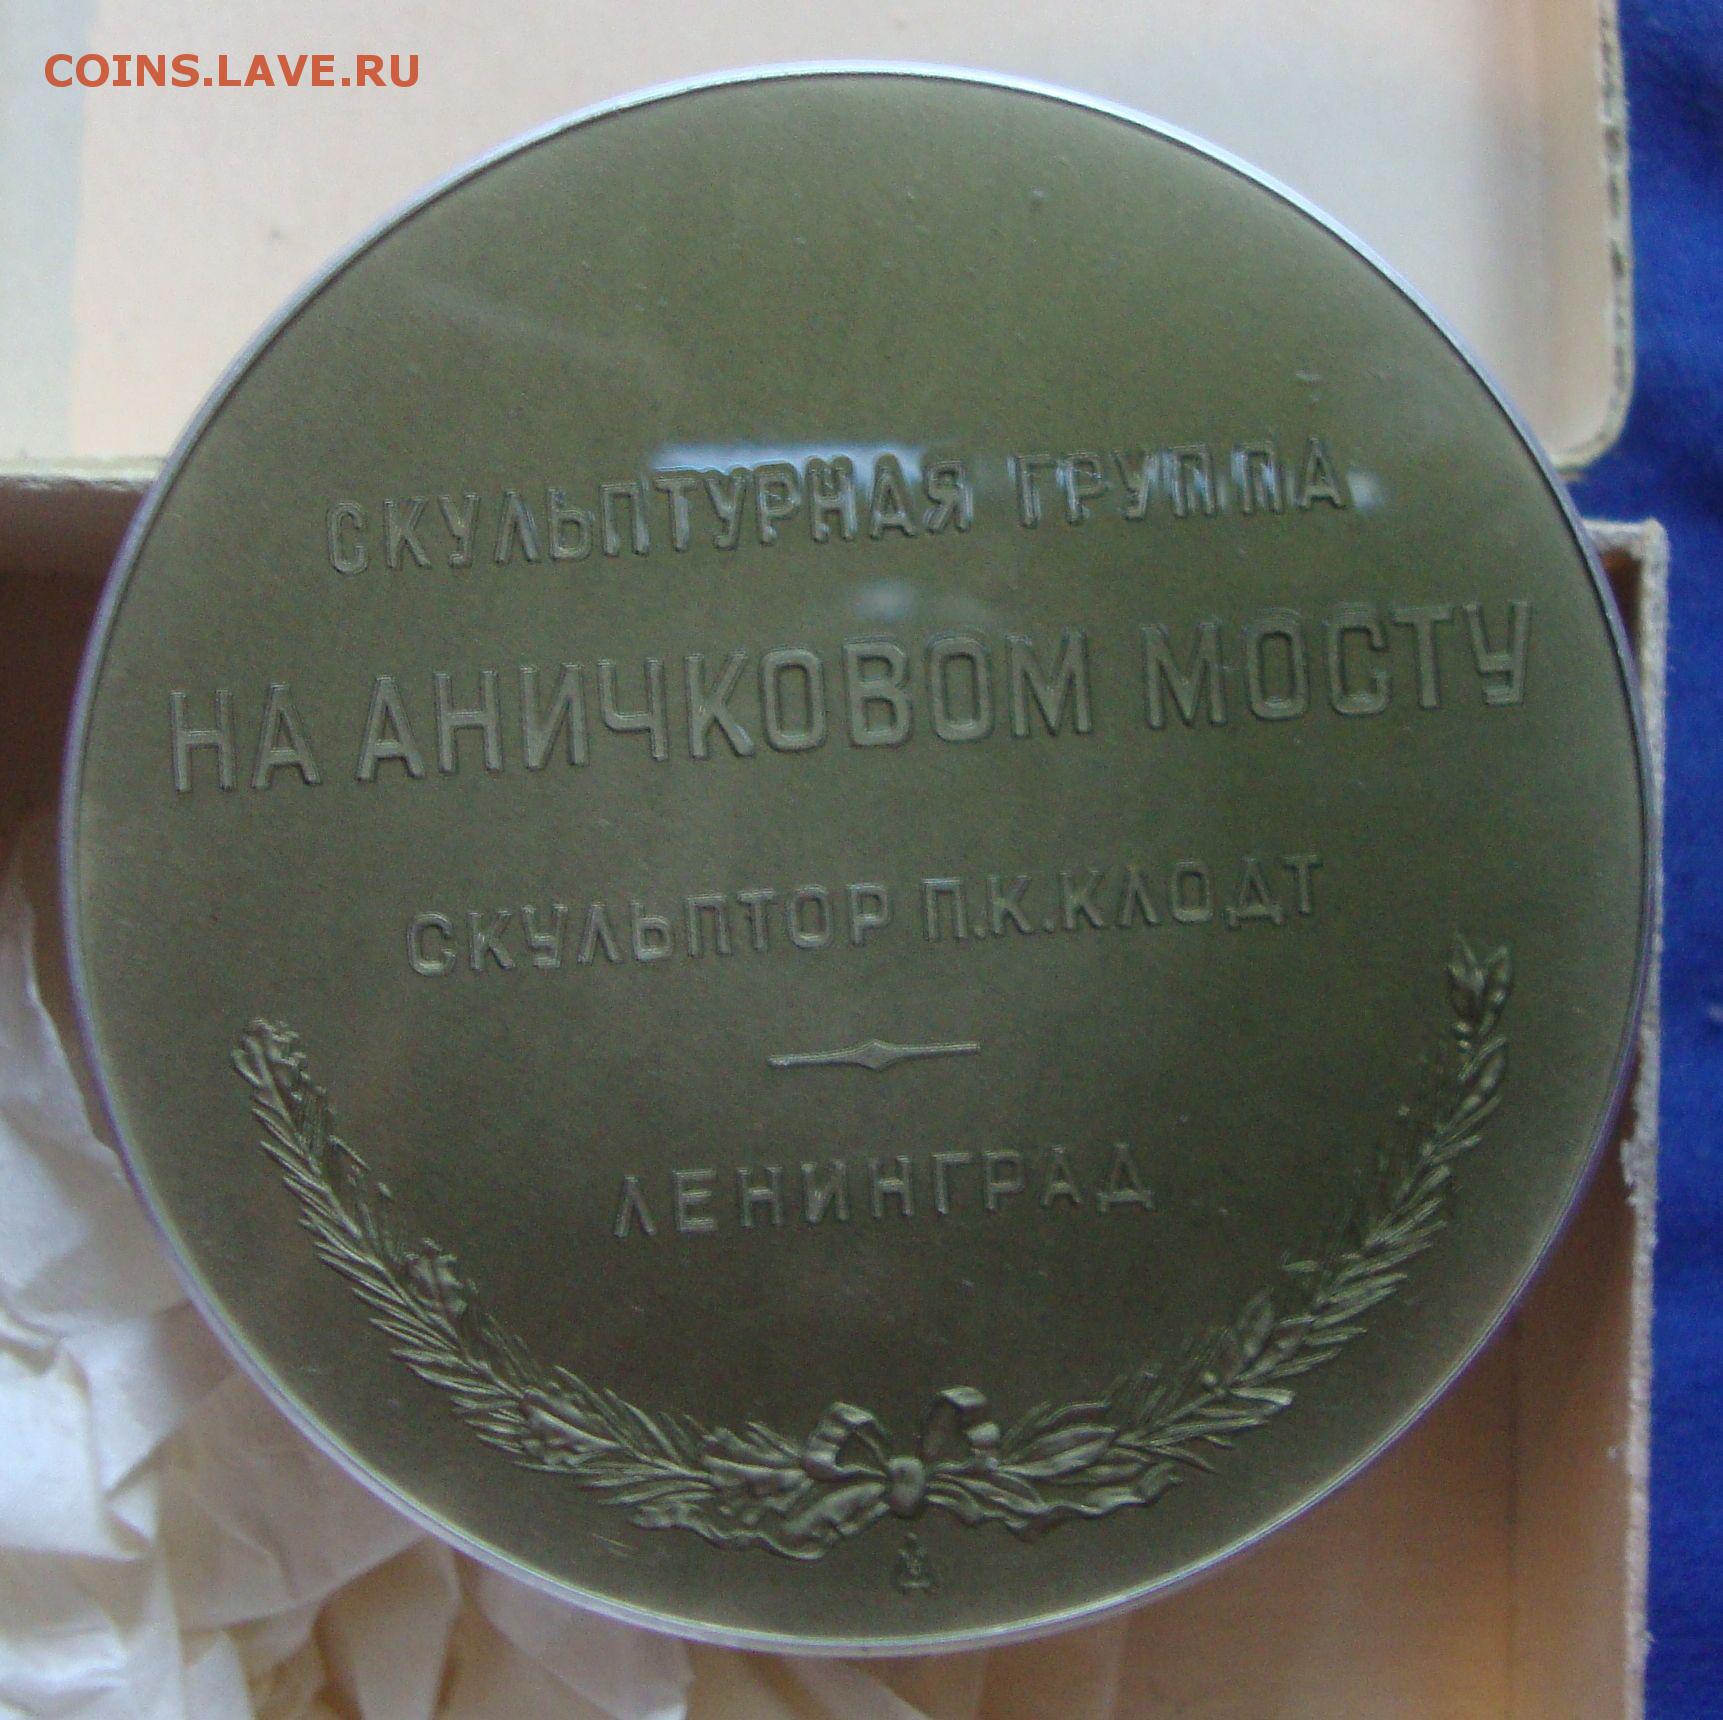 COINS.LAVE.RU
СКУЛЬПТУРНАЯ ГРУППА
НА АНИЧКОВОМ МОСТУ
СКУЛЬПТОР П.К.КЛОДТ
ЛЕНИНГРАД